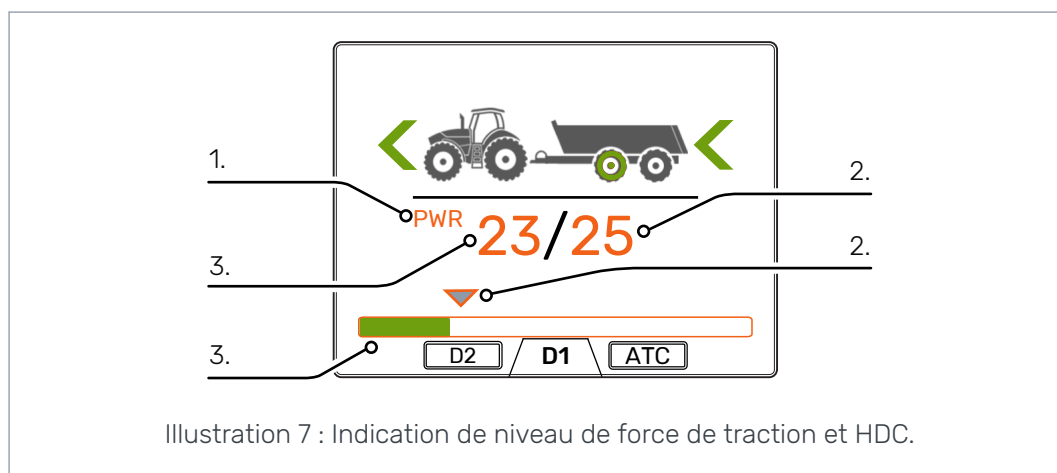 1.
2.
PWR 23/25
3.
2.
3.
D2 D1 ATC
Illustration 7 : Indication de niveau de force de traction et HDC.